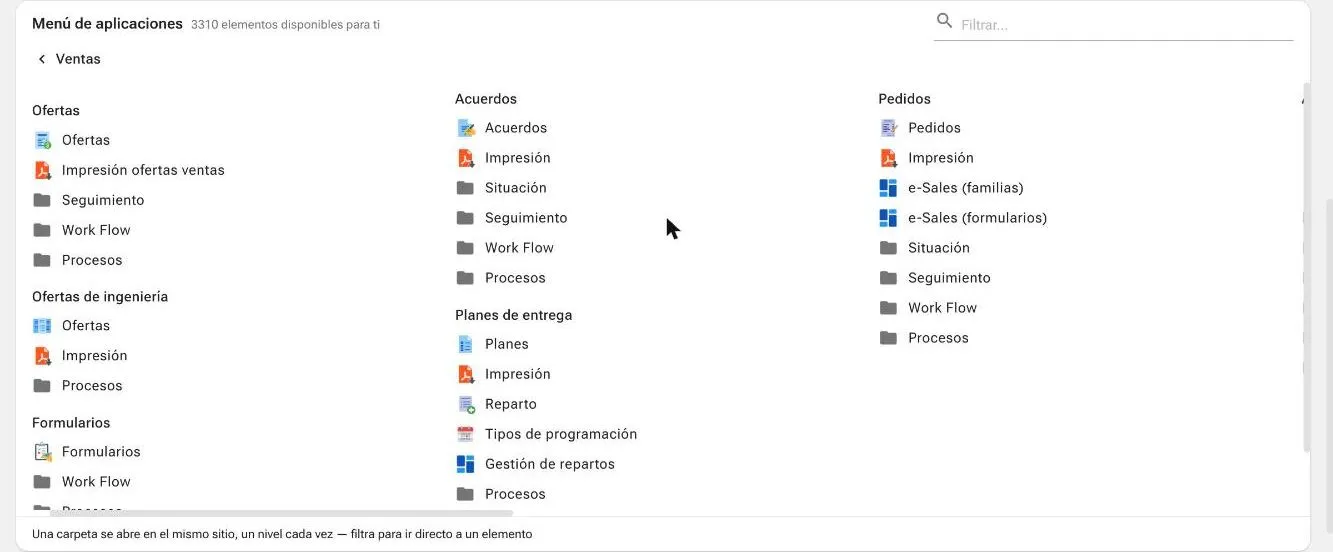 Menú de aplicaciones 3310 elementos disponibles para ti
Filtrar...
Ventas
Ofertas
Ofertas
Impresión ofertas ventas
Seguimiento
Work Flow
Procesos
Ofertas de ingeniería
Ofertas
Impresión
Procesos
Formularios
Formularios
Work Flow
Procesos
Acuerdos
Acuerdos
Impresión
Situación
Seguimiento
Work Flow
Procesos
Planes de entrega
Planes
Impresión
Reparto
Tipos de programación
Gestión de repartos
Procesos
Pedidos
Pedidos
Impresión
e-Sales (familias)
e-Sales (formularios)
Situación
Seguimiento
Work Flow
Procesos
Una carpeta se abre en el mismo sitio, un nivel cada vez — filtra para ir directo a un elemento